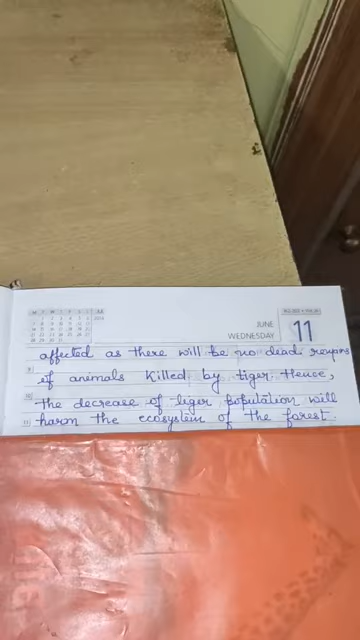 JUNE
WEDNESDAY
11
affected as there will be no dead remains
of animals killed by tiger. Hence,
the decrease of tiger population will
harm the ecosystem of the forest.